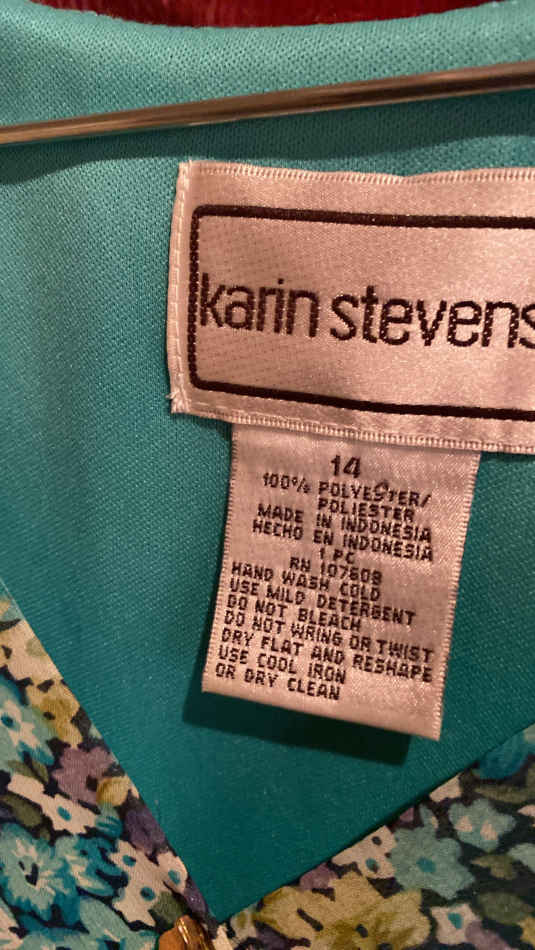 karin stevens
14
100% POLYESTER/
POLIESTER
MADE IN INDONESIA
HECHO EN INDONESIA
1 PC
RN 107609
HAND WASH COLD
USE MILD DETERGENT
DO NOT BLEACH
DO NOT WRING OR TWIST
DRY FLAT AND RESHAPE
USE COOL IRON
OR DRY CLEAN